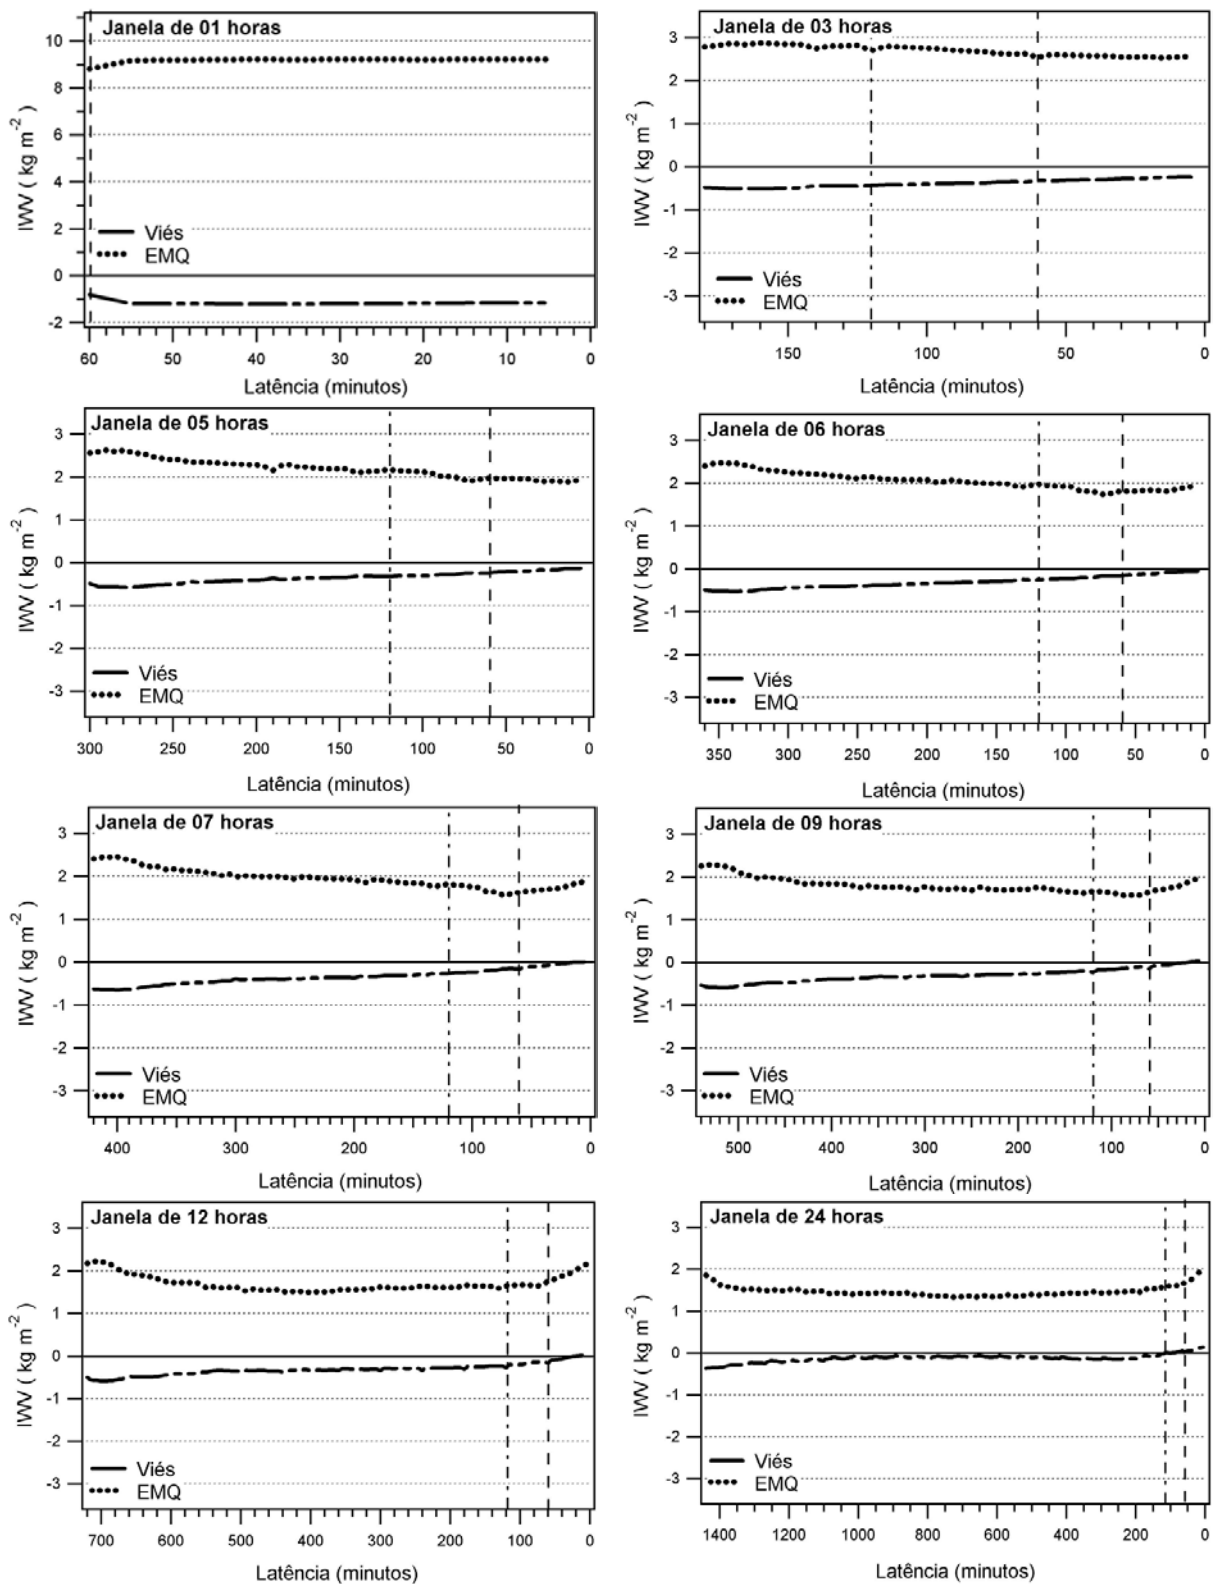 Janela de 01 horas
10
8
6
4
2
0
-2
IWV ( kg m-2 )
Viés
EMQ
60 50 40 30 20 10 0
Latência (minutos)
Janela de 03 horas
3
2
1
0
-1
-2
-3
IWV ( kg m-2 )
Viés
EMQ
150 100 50 0
Latência (minutos)
Janela de 05 horas
3
2
1
0
-1
-2
-3
IWV ( kg m-2 )
Viés
EMQ
300 250 200 150 100 50 0
Latência (minutos)
Janela de 06 horas
3
2
1
0
-1
-2
-3
IWV ( kg m-2 )
Viés
EMQ
350 300 250 200 150 100 50 0
Latência (minutos)
Janela de 07 horas
3
2
1
0
-1
-2
-3
IWV ( kg m-2 )
Viés
EMQ
400 300 200 100 0
Latência (minutos)
Janela de 09 horas
3
2
1
0
-1
-2
-3
IWV ( kg m-2 )
Viés
EMQ
500 400 300 200 100 0
Latência (minutos)
Janela de 12 horas
3
2
1
0
-1
-2
-3
IWV ( kg m-2 )
Viés
EMQ
700 600 500 400 300 200 100 0
Latência (minutos)
Janela de 24 horas
3
2
1
0
-1
-2
-3
IWV ( kg m-2 )
Viés
EMQ
1400 1200 1000 800 600 400 200 0
Latência (minutos)